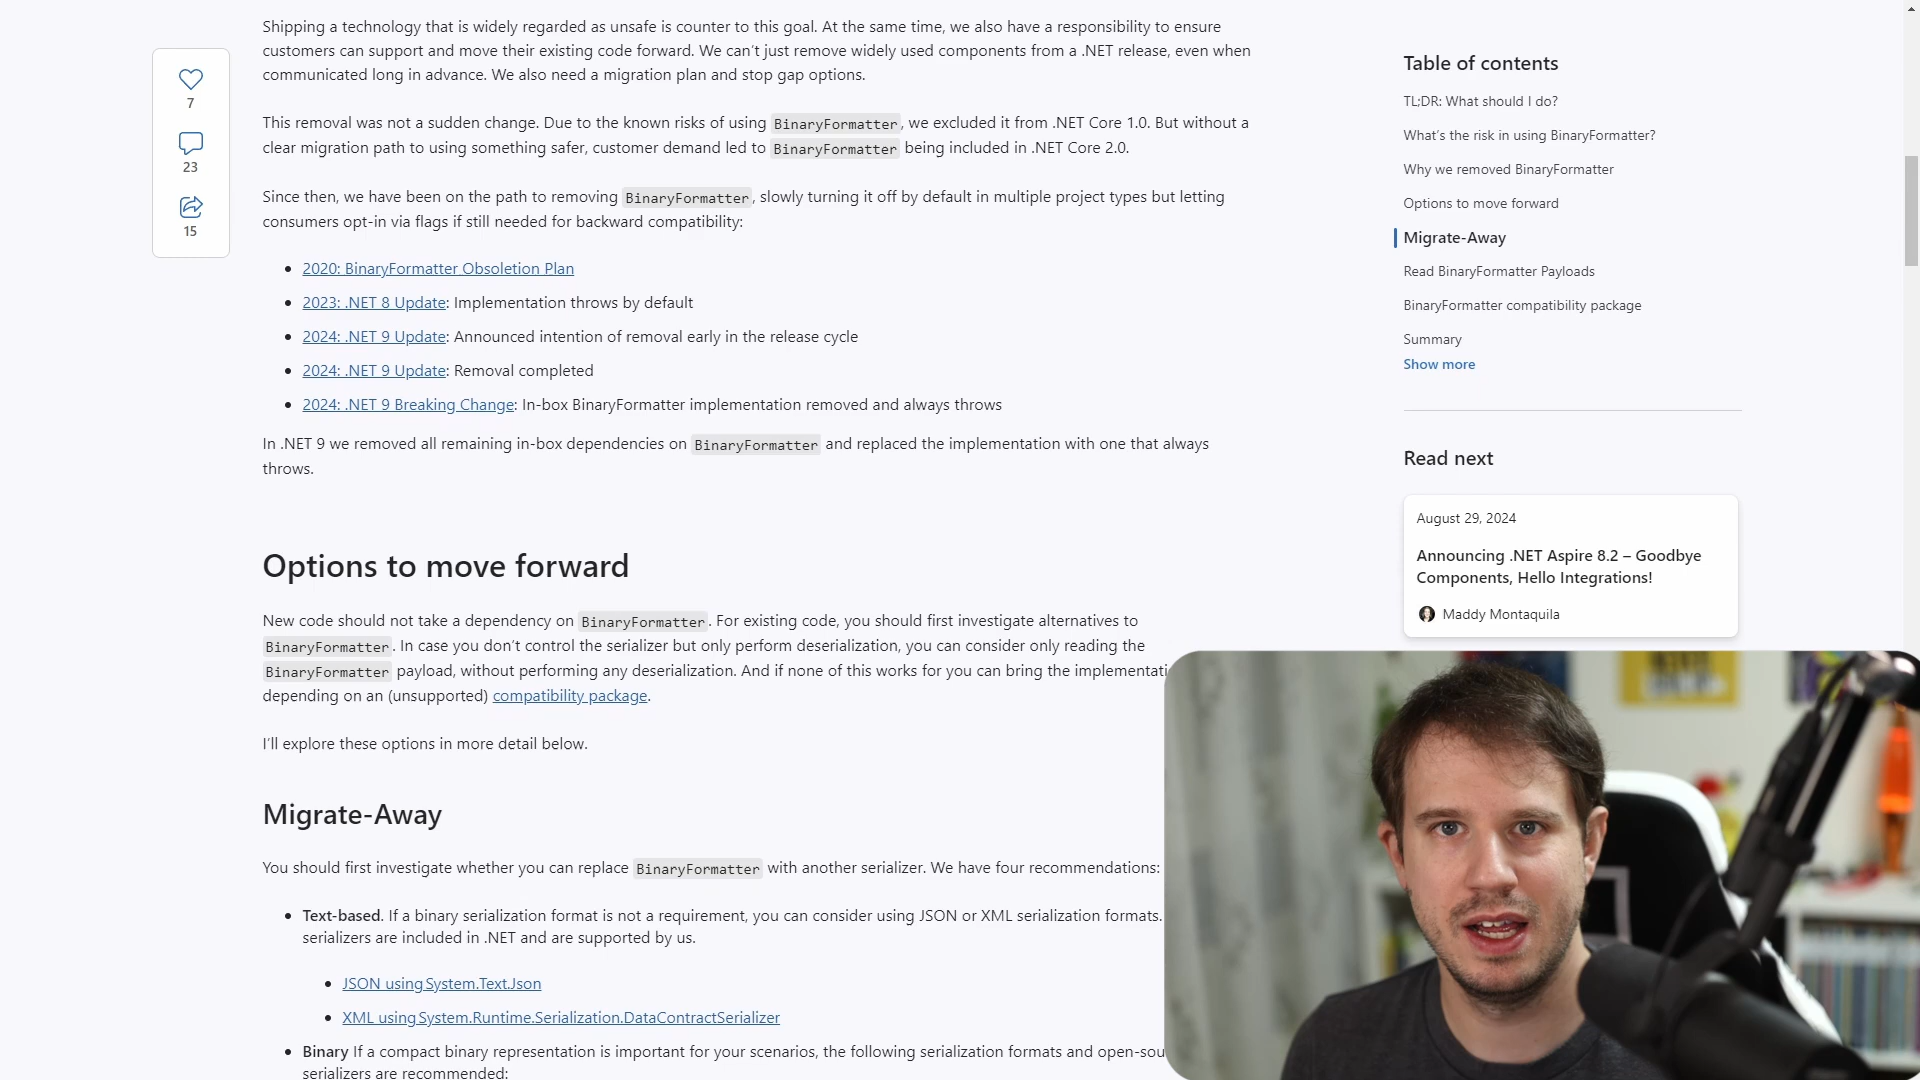 Shipping a technology that is widely regarded as unsafe is counter to this goal. At the same time, we also have a responsibility to ensure
customers can support and move their existing code forward. We can’t just remove widely used components from a .NET release, even when
communicated long in advance. We also need a migration plan and stop gap options.
This removal was not a sudden change. Due to the known risks of using BinaryFormatter, we excluded it from .NET Core 1.0. But without a
clear migration path to using something safer, customer demand led to BinaryFormatter being included in .NET Core 2.0.
Since then, we have been on the path to removing BinaryFormatter, slowly turning it off by default in multiple project types but letting
consumers opt-in via flags if still needed for backward compatibility:
2020: BinaryFormatter Obsoletion Plan
2023: .NET 8 Update: Implementation throws by default
2024: .NET 9 Update: Announced intention of removal early in the release cycle
2024: .NET 9 Update: Removal completed
2024: .NET 9 Breaking Change: In-box BinaryFormatter implementation removed and always throws
In .NET 9 we removed all remaining in-box dependencies on BinaryFormatter and replaced the implementation with one that always
throws.
Options to move forward
New code should not take a dependency on BinaryFormatter. For existing code, you should first investigate alternatives to
BinaryFormatter. In case you don’t control the serializer but only perform deserialization, you can consider only reading the
BinaryFormatter payload, without performing any deserialization. And if none of this works for you can bring the
depending on an (unsupported) compatibility package.
I’ll explore these options in more detail below.
Migrate-Away
You should first investigate whether you can replace BinaryFormatter with another serializer. We have four recommendations:
Text-based. If a binary serialization format is not a requirement, you can consider using JSON or XML serialization formats.
serializers are included in .NET and are supported by us.
JSON using System.Text.Json
XML using System.Runtime.Serialization.DataContractSerializer
Binary If a compact binary representation is important for your scenarios, the following serialization formats and
serializers are recommended:
7
23
15
Table of contents
TL;DR: What should I do?
What’s the risk in using BinaryFormatter?
Why we removed BinaryFormatter
Options to move forward
Migrate-Away
Read BinaryFormatter Payloads
BinaryFormatter compatibility package
Summary
Show more
Read next
August 29, 2024
Announcing .NET Aspire 8.2 – Goodbye
Components, Hello Integrations!
Maddy Montaquila